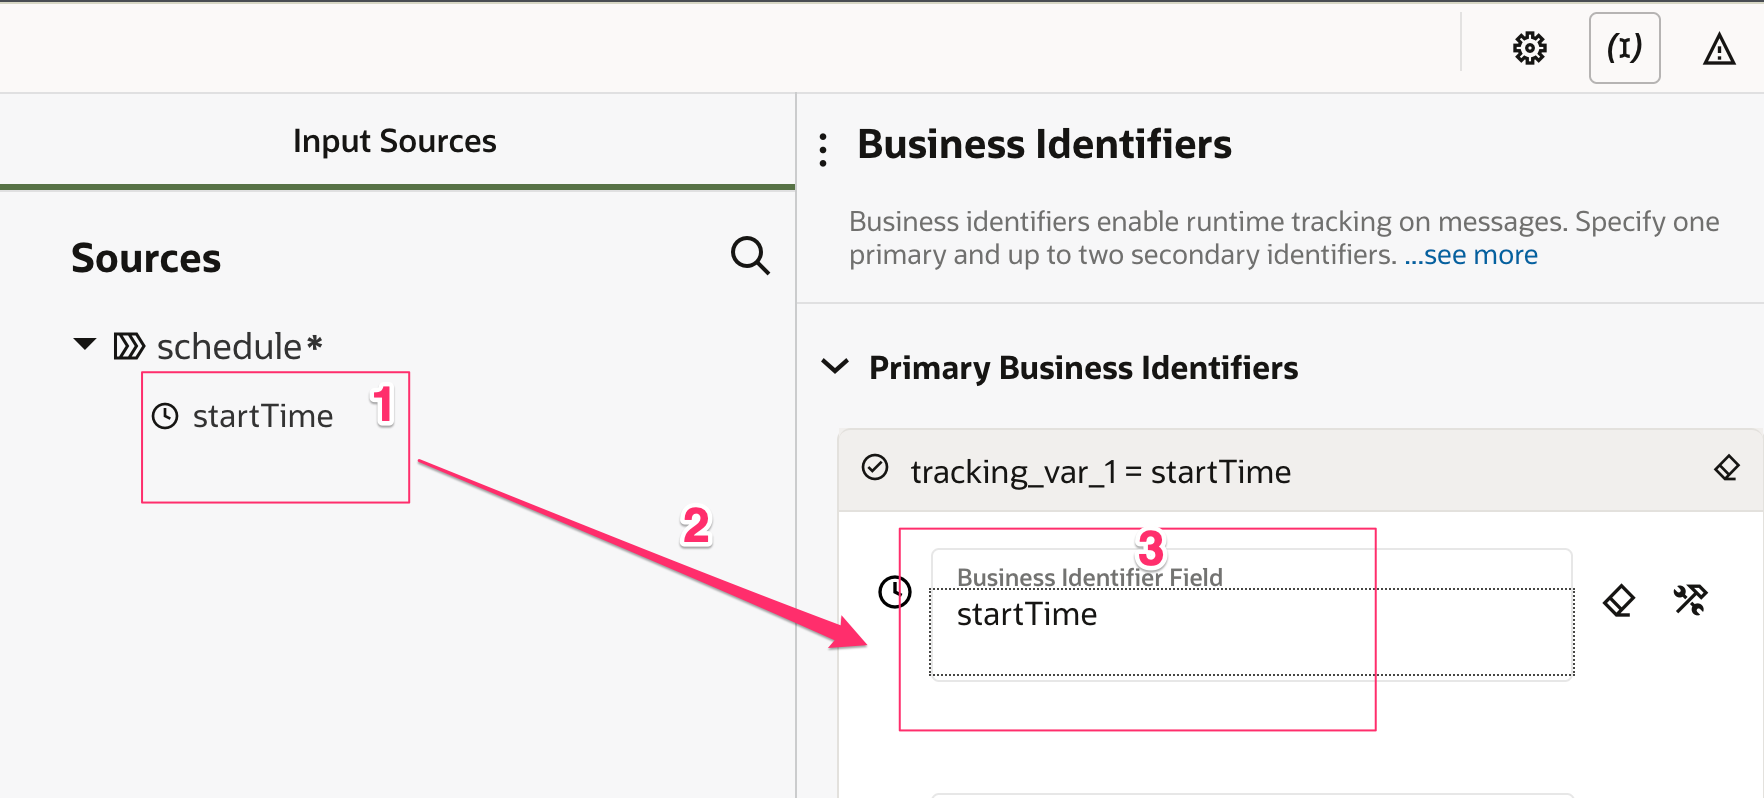 (I)
Input Sources
Sources
schedule*
startTime
1
2
Business Identifiers
Business identifiers enable runtime tracking on messages. Specify one
primary and up to two secondary identifiers. ...see more
Primary Business Identifiers
tracking_var_1 = startTime
3
Business Identifier Field
startTime